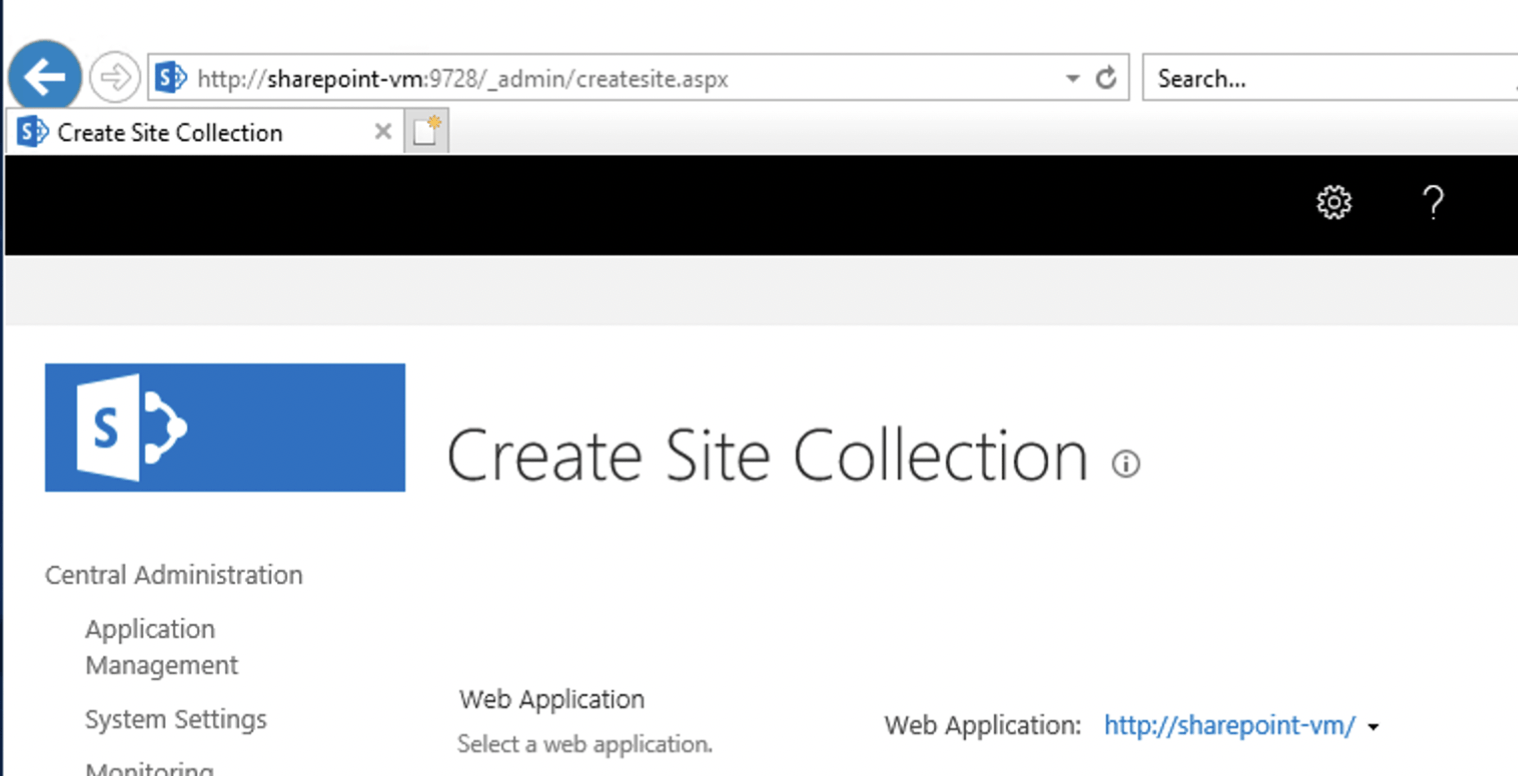 http://sharepoint-vm:9728/_admin/createsite.aspx
Search...
Create Site Collection
Create Site Collection
Central Administration
Application
Management
System Settings
Monitoring
Web Application
Select a web application.
Web Application: http://sharepoint-vm/